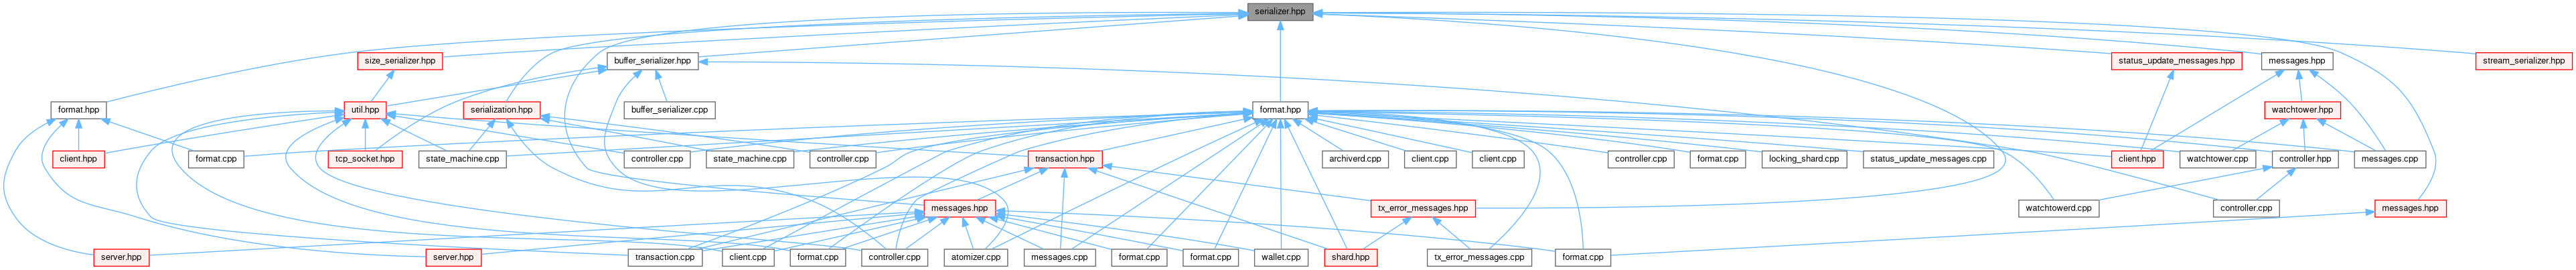 serializer.hpp
size_serializer.hpp
buffer_serializer.hpp
status_update_messages.hpp
messages.hpp
stream_serializer.hpp
format.hpp
util.hpp
serialization.hpp
buffer_serializer.cpp
format.hpp
watchtower.hpp
client.hpp
format.cpp
tcp_socket.hpp
state_machine.cpp
controller.cpp
state_machine.cpp
controller.cpp
transaction.hpp
archiverd.cpp
client.cpp
client.cpp
controller.cpp
format.cpp
locking_shard.cpp
status_update_messages.cpp
client.hpp
watchtower.cpp
controller.hpp
messages.cpp
messages.hpp
tx_error_messages.hpp
watchtowerd.cpp
controller.cpp
messages.hpp
server.hpp
server.hpp
transaction.cpp
client.cpp
format.cpp
controller.cpp
atomizer.cpp
messages.cpp
format.cpp
format.cpp
wallet.cpp
shard.hpp
tx_error_messages.cpp
format.cpp